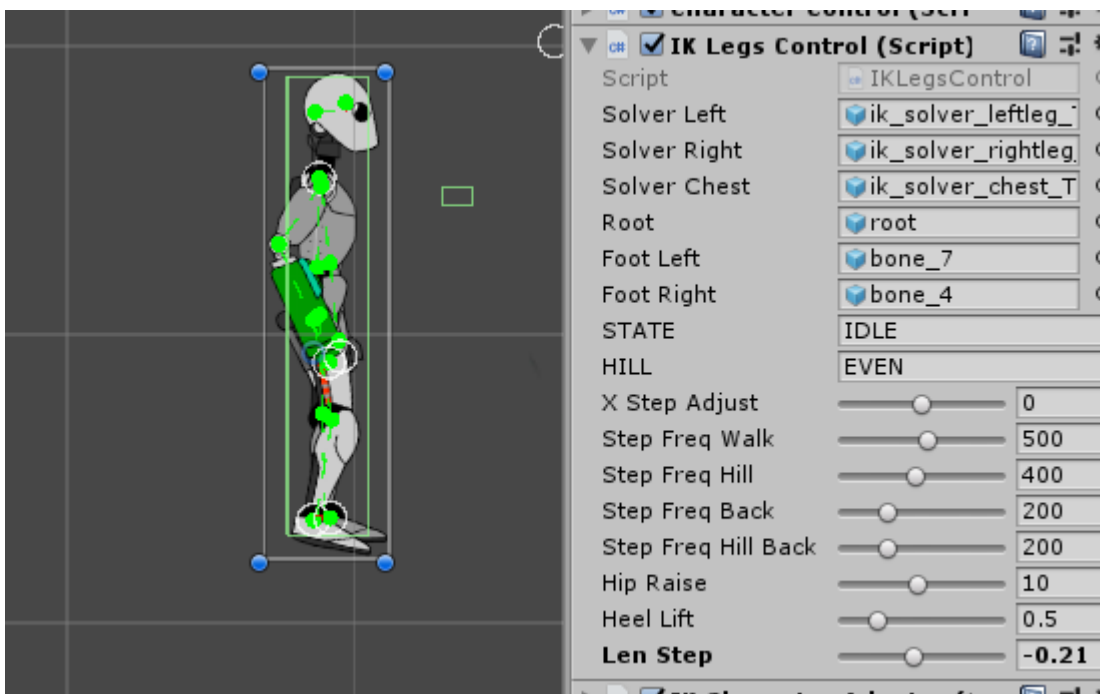 IK Legs Control (Script)
Script IKLegsControl
Solver Left ik_solver_leftleg_
Solver Right ik_solver_rightleg_
Solver Chest ik_solver_chest_T
Root root
Foot Left bone_7
Foot Right bone_4
STATE IDLE
HILL EVEN
X Step Adjust 0
Step Freq Walk 500
Step Freq Hill 400
Step Freq Back 200
Step Freq Hill Back 200
Hip Raise 10
Heel Lift 0.5
Len Step -0.21